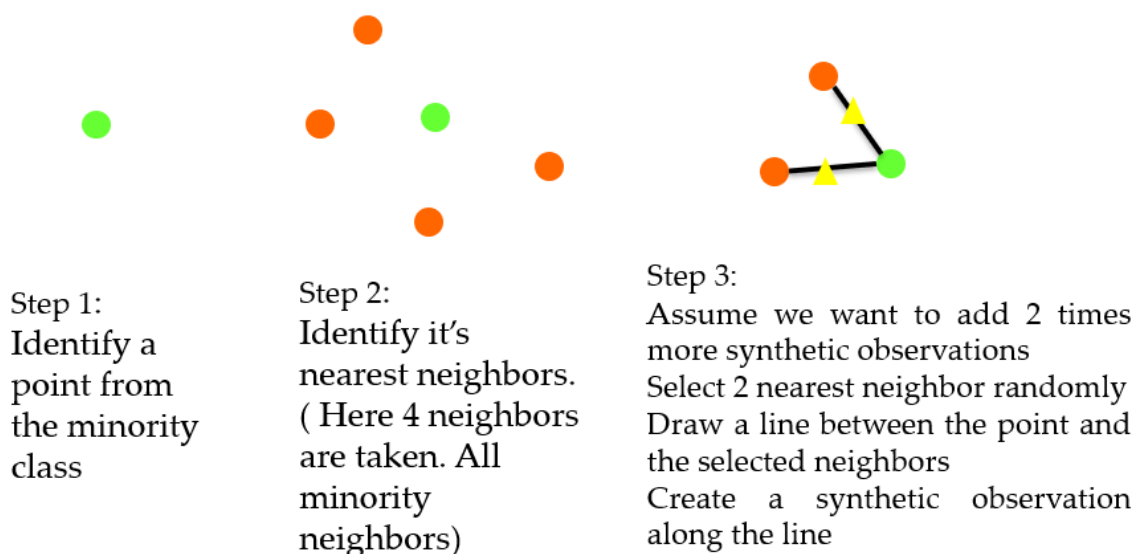 Step 1:
Identify a
point from
the minority
class
Step 2:
Identify it’s
nearest neighbors.
( Here 4 neighbors
are taken. All
minority
neighbors)
Step 3:
Assume we want to add 2 times
more synthetic observations
Select 2 nearest neighbor randomly
Draw a line between the point and
the selected neighbors
Create a synthetic observation
along the line